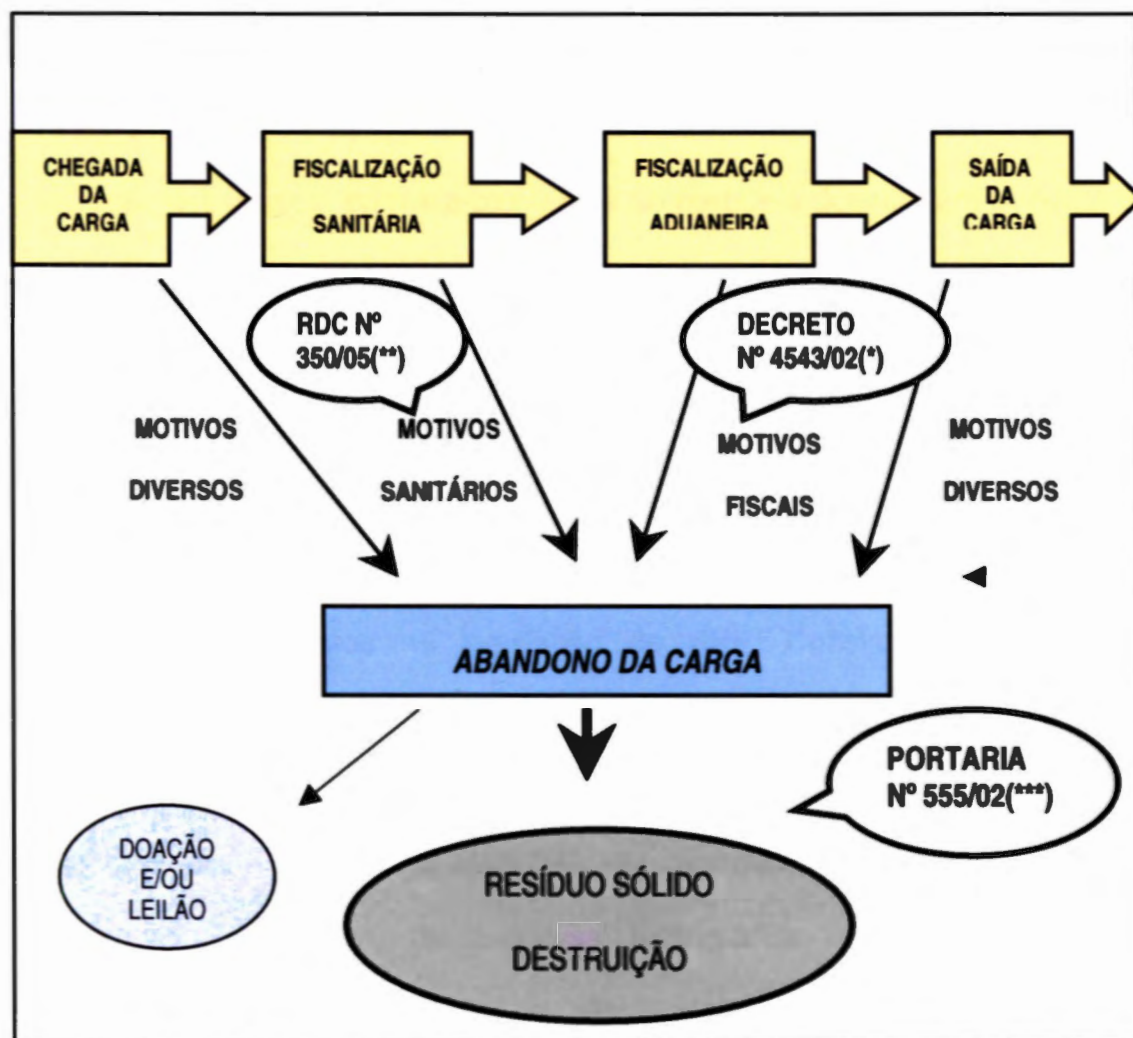 CHEGADA
DA
CARGA
FISCALIZAÇÃO
SANITÁRIA
FISCALIZAÇÃO
ADUANEIRA
SAÍDA
DA
CARGA
RDC Nº
350/05(**)
DECRETO
Nº 4543/02(*)
MOTIVOS
DIVERSOS
MOTIVOS
SANITÁRIOS
MOTIVOS
FISCAIS
MOTIVOS
DIVERSOS
ABANDONO DA CARGA
PORTARIA
Nº 555/02(***)
DOAÇÃO
E/OU
LEILÃO
RESÍDUO SÓLIDO
DESTRUIÇÃO